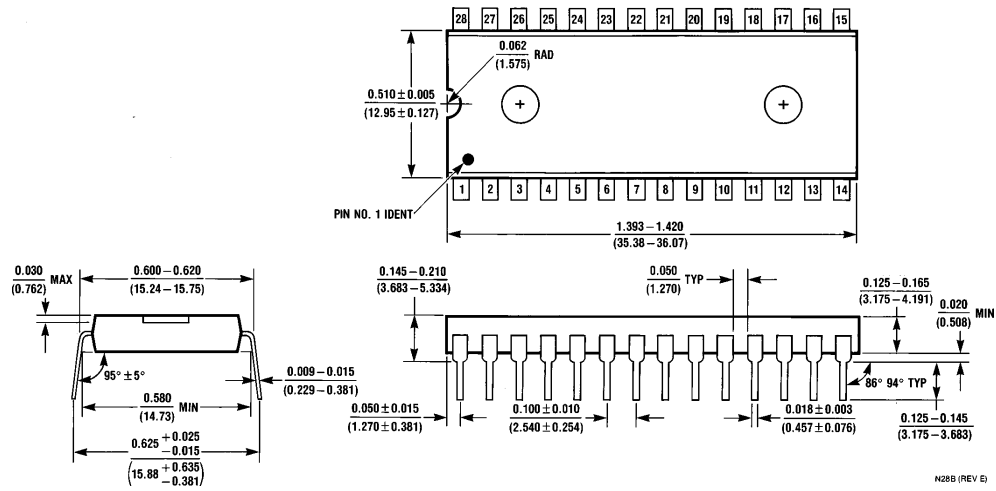 28 27 26 25 24 23 22 21 20 19 18 17 16 15
0.062
(1.575)
RAD
0.510 ± 0.005
(12.95 ± 0.127)
PIN NO. 1 IDENT
1 2 3 4 5 6 7 8 9 10 11 12 13 14
1.393 – 1.420
(35.38 – 36.07)
0.030
(0.762)
MAX
0.600 – 0.620
(15.24 – 15.75)
95° ± 5°
0.580
(14.73)
MIN
0.009 – 0.015
(0.229 – 0.381)
0.625 + 0.025
– 0.015
(15.88 + 0.635
– 0.381)
0.145 – 0.210
(3.683 – 5.334)
0.050
(1.270)
TYP
0.125 – 0.165
(3.175 – 4.191)
0.020
(0.508)
MIN
86° 94° TYP
0.050 ± 0.015
(1.270 ± 0.381)
0.100 ± 0.010
(2.540 ± 0.254)
0.018 ± 0.003
(0.457 ± 0.076)
0.125 – 0.145
(3.175 – 3.683)
N28B (REV E)